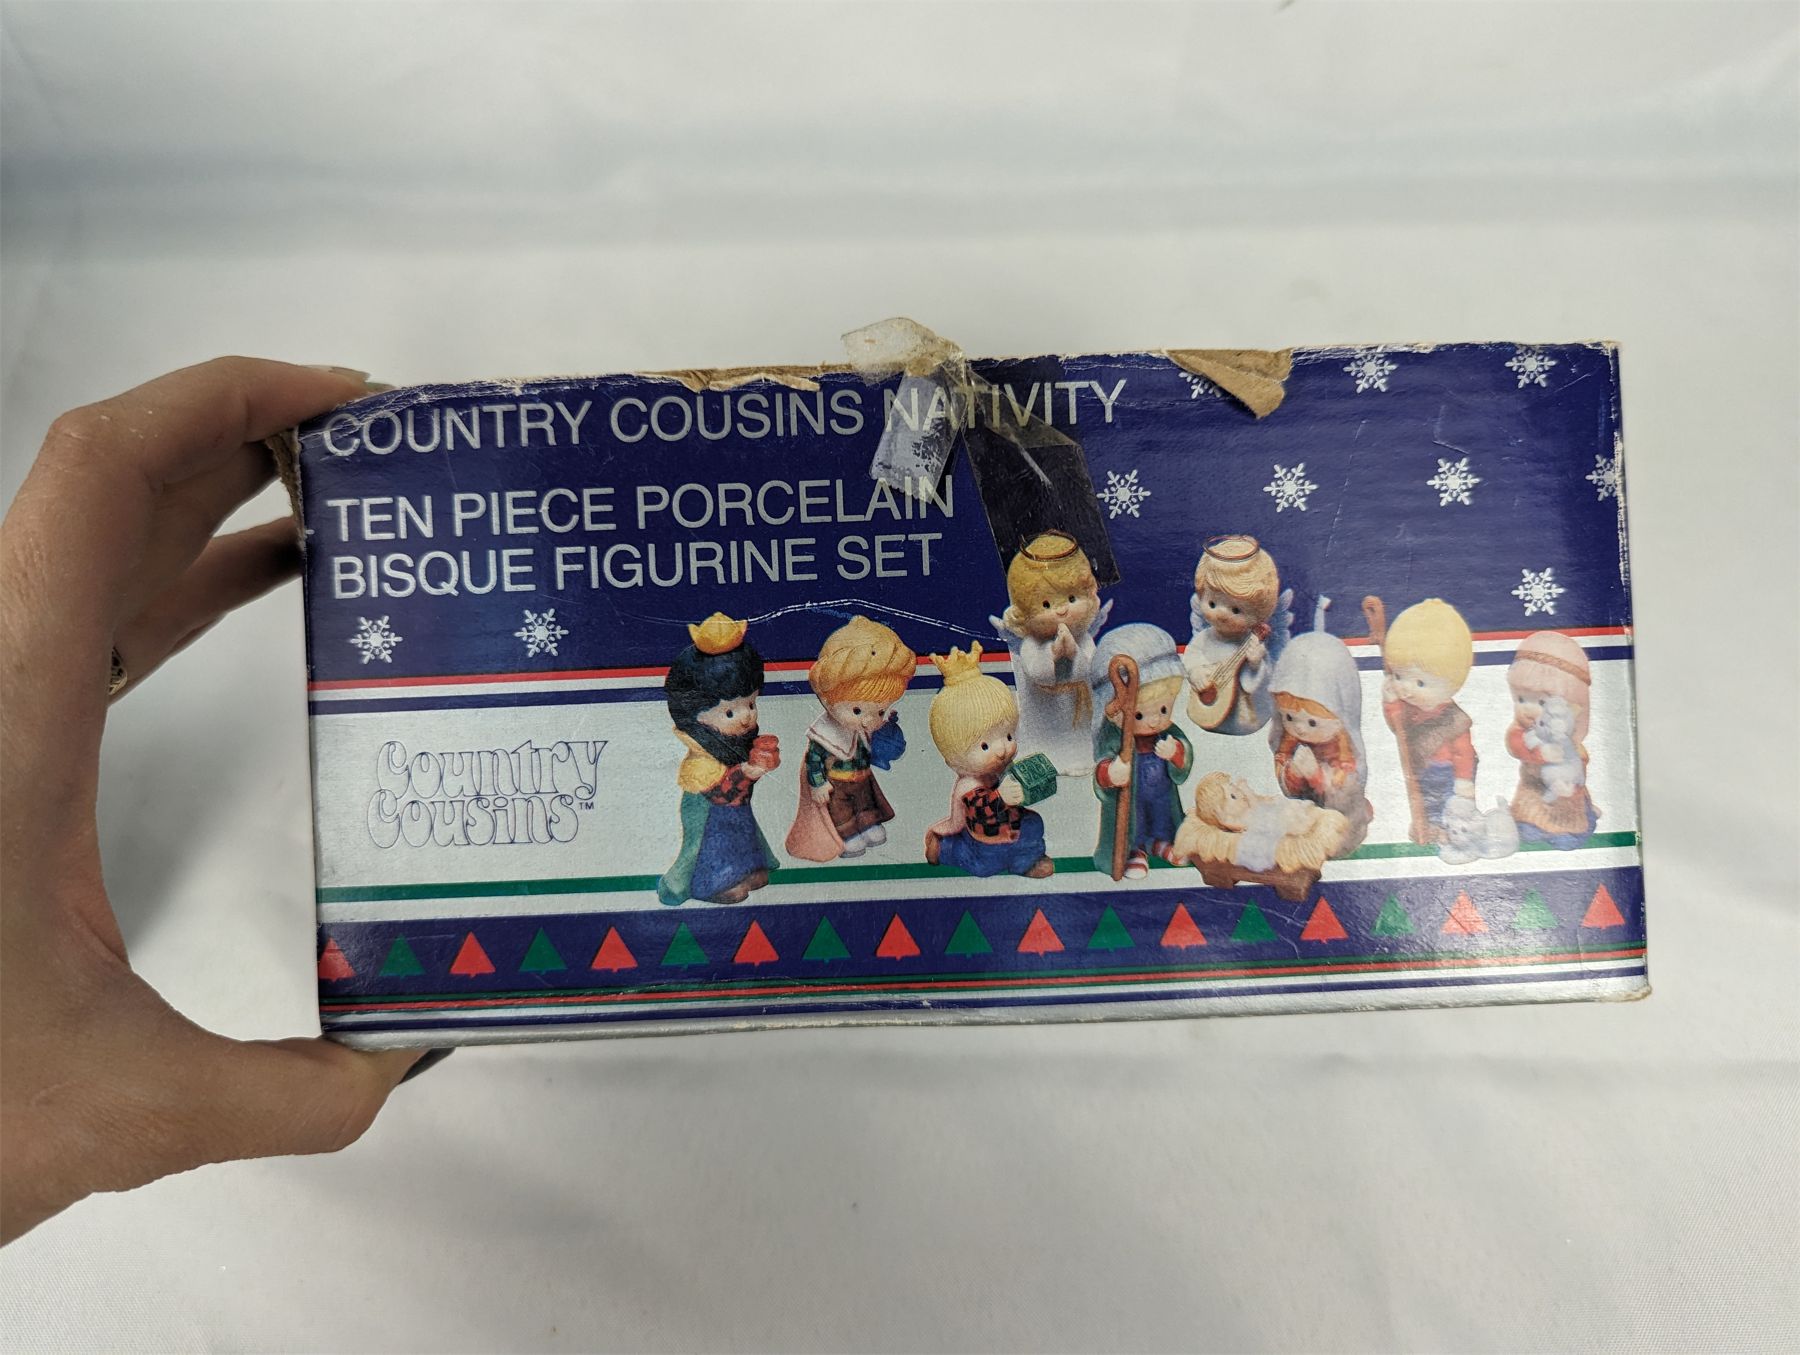 COUNTRY COUSINS NATIVITY
TEN PIECE PORCELAIN
BISQUE FIGURINE SET
Country
Cousins™